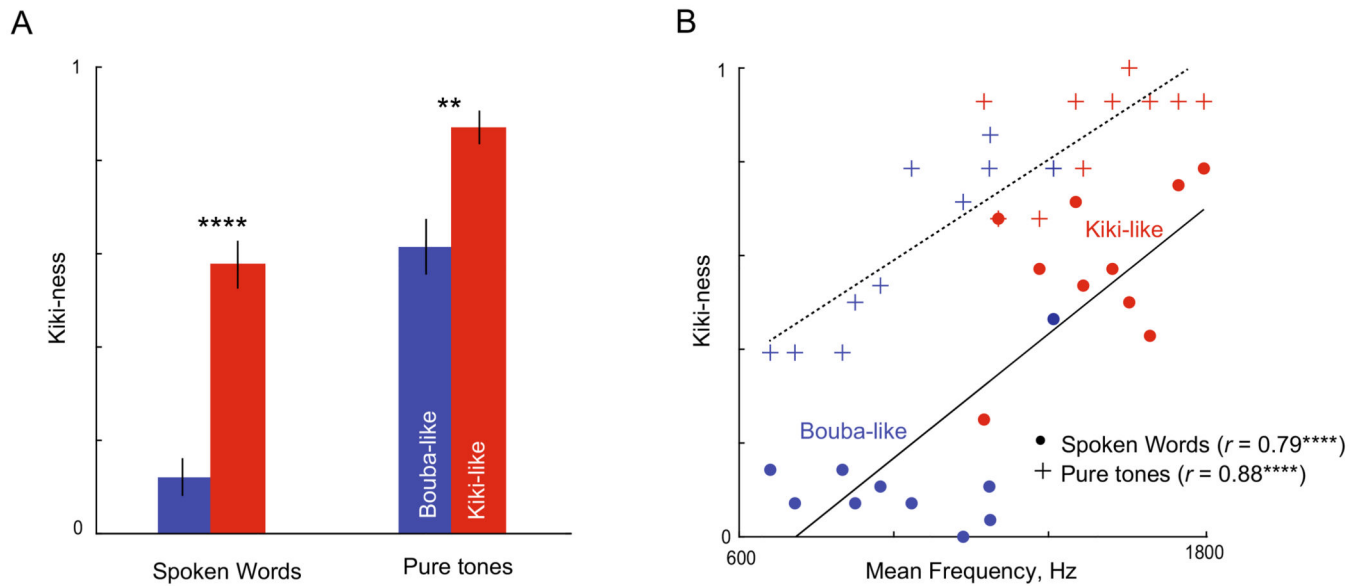 A
1
Kiki-ness
0
****
**
Bouba-like
Kiki-like
Spoken Words
Pure tones
B
1
Kiki-ness
0
Kiki-like
Bouba-like
Spoken Words (r = 0.79****)
Pure tones (r = 0.88****)
600
1800
Mean Frequency, Hz